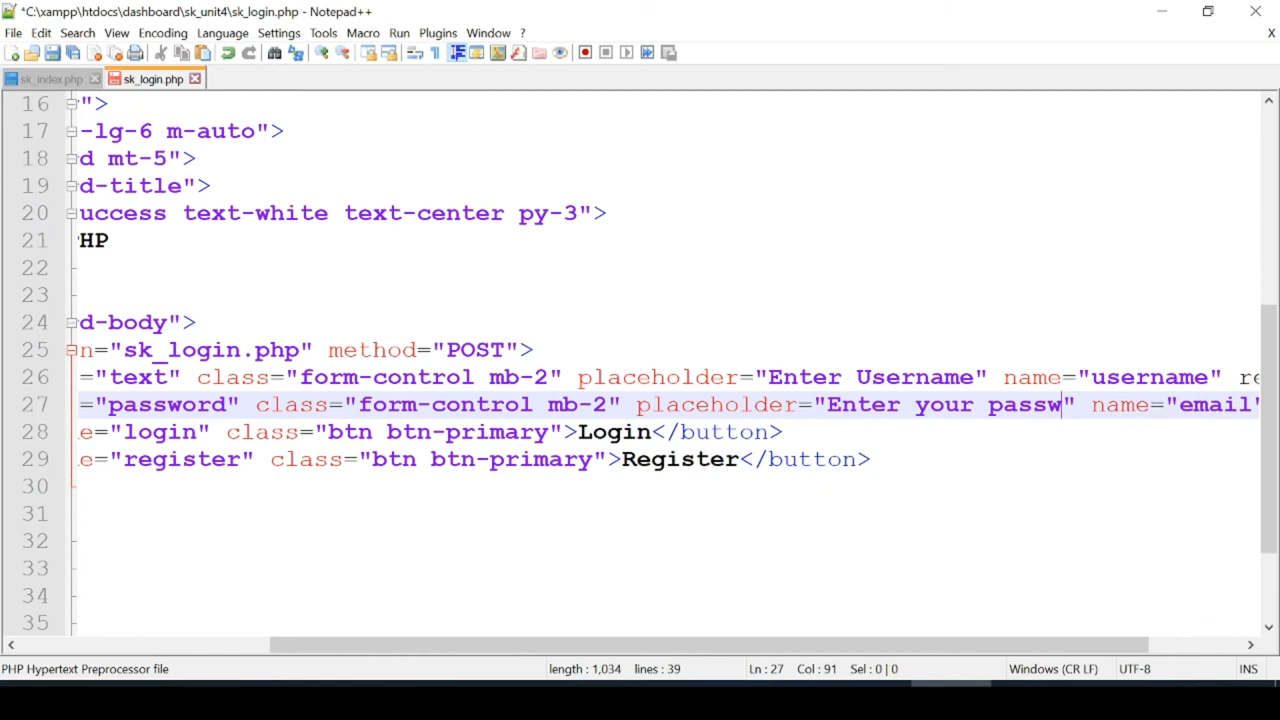 *C:\xampp\htdocs\dashboard\sk_unit4\sk_login.php - Notepad++
File Edit Search View Encoding Language Settings Tools Macro Run Plugins Window ? X
sk_index.php sk_login.php
16 ">
17 -lg-6 m-auto">
18 d mt-5">
19 d-title">
20 uccess text-white text-center py-3">
21 HP
22
23
24 d-body">
25 n="sk_login.php" method="POST">
26 ="text" class="form-control mb-2" placeholder="Enter Username" name="username" re
27 ="password" class="form-control mb-2" placeholder="Enter your passw" name="email"
28 e="login" class="btn btn-primary">Login</button>
29 e="register" class="btn btn-primary">Register</button>
30
31
32
33
34
35
PHP Hypertext Preprocessor file length : 1,034 lines : 39 Ln : 27 Col : 91 Sel : 0 | 0 Windows (CR LF) UTF-8 INS